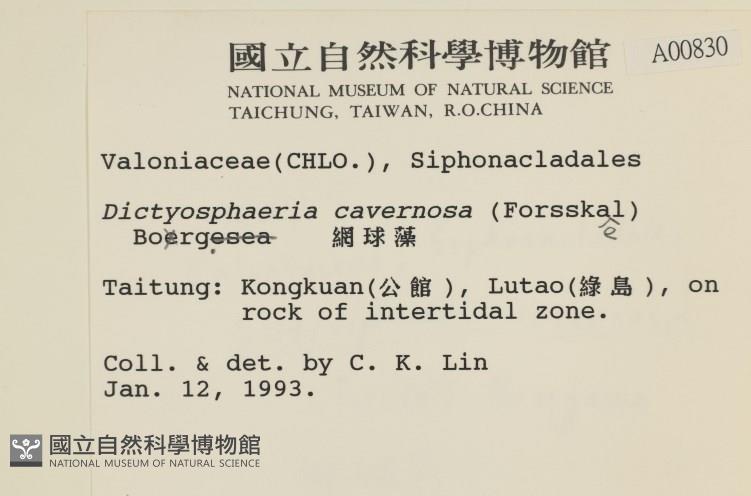 國立自然科學博物館
A00830
NATIONAL MUSEUM OF NATURAL SCIENCE
TAICHUNG, TAIWAN, R.O.CHINA
Valoniaceae(CHLO.), Siphonacladales
Dictyosphaeria cavernosa (Forsskal)
e
Boergesea 網球藻
Taitung: Kongkuan(公館), Lutao(綠島), on
rock of intertidal zone.
Coll. & det. by C. K. Lin
Jan. 12, 1993.
國立自然科學博物館
NATIONAL MUSEUM OF NATURAL SCIENCE